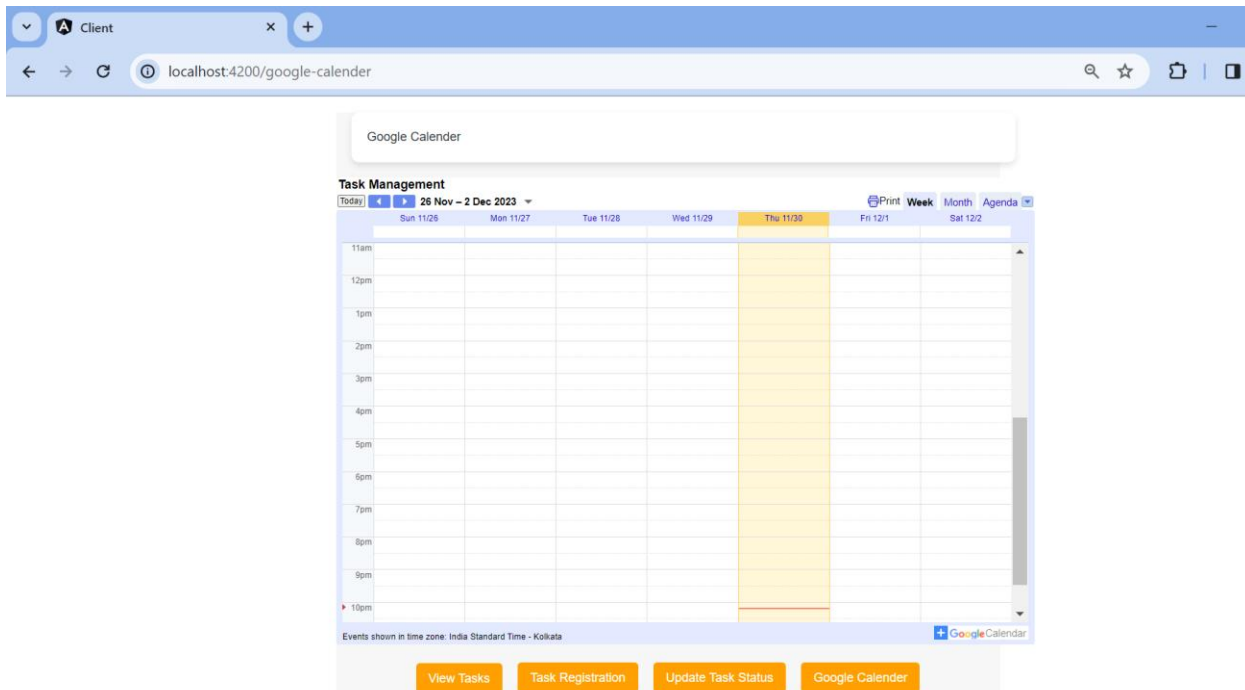 Client
localhost:4200/google-calender
Google Calender
Task Management
Today 26 Nov – 2 Dec 2023 Print Week Month Agenda
Sun 11/26 Mon 11/27 Tue 11/28 Wed 11/29 Thu 11/30 Fri 12/1 Sat 12/2
11am
12pm
1pm
2pm
3pm
4pm
5pm
6pm
7pm
8pm
9pm
10pm
Events shown in time zone: India Standard Time - Kolkata GoogleCalendar
View Tasks Task Registration Update Task Status Google Calender